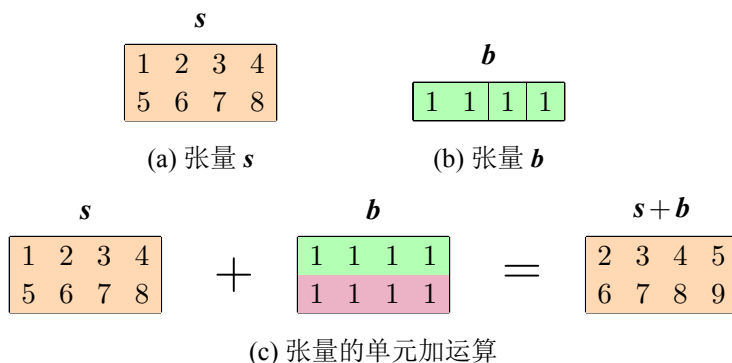 s
b
1 2 3 4
5 6 7 8
1 1 1 1
(a) 张量 s
(b) 张量 b
s
b
s + b
1 2 3 4
5 6 7 8
+
1 1 1 1
1 1 1 1
=
2 3 4 5
6 7 8 9
(c) 张量的单元加运算